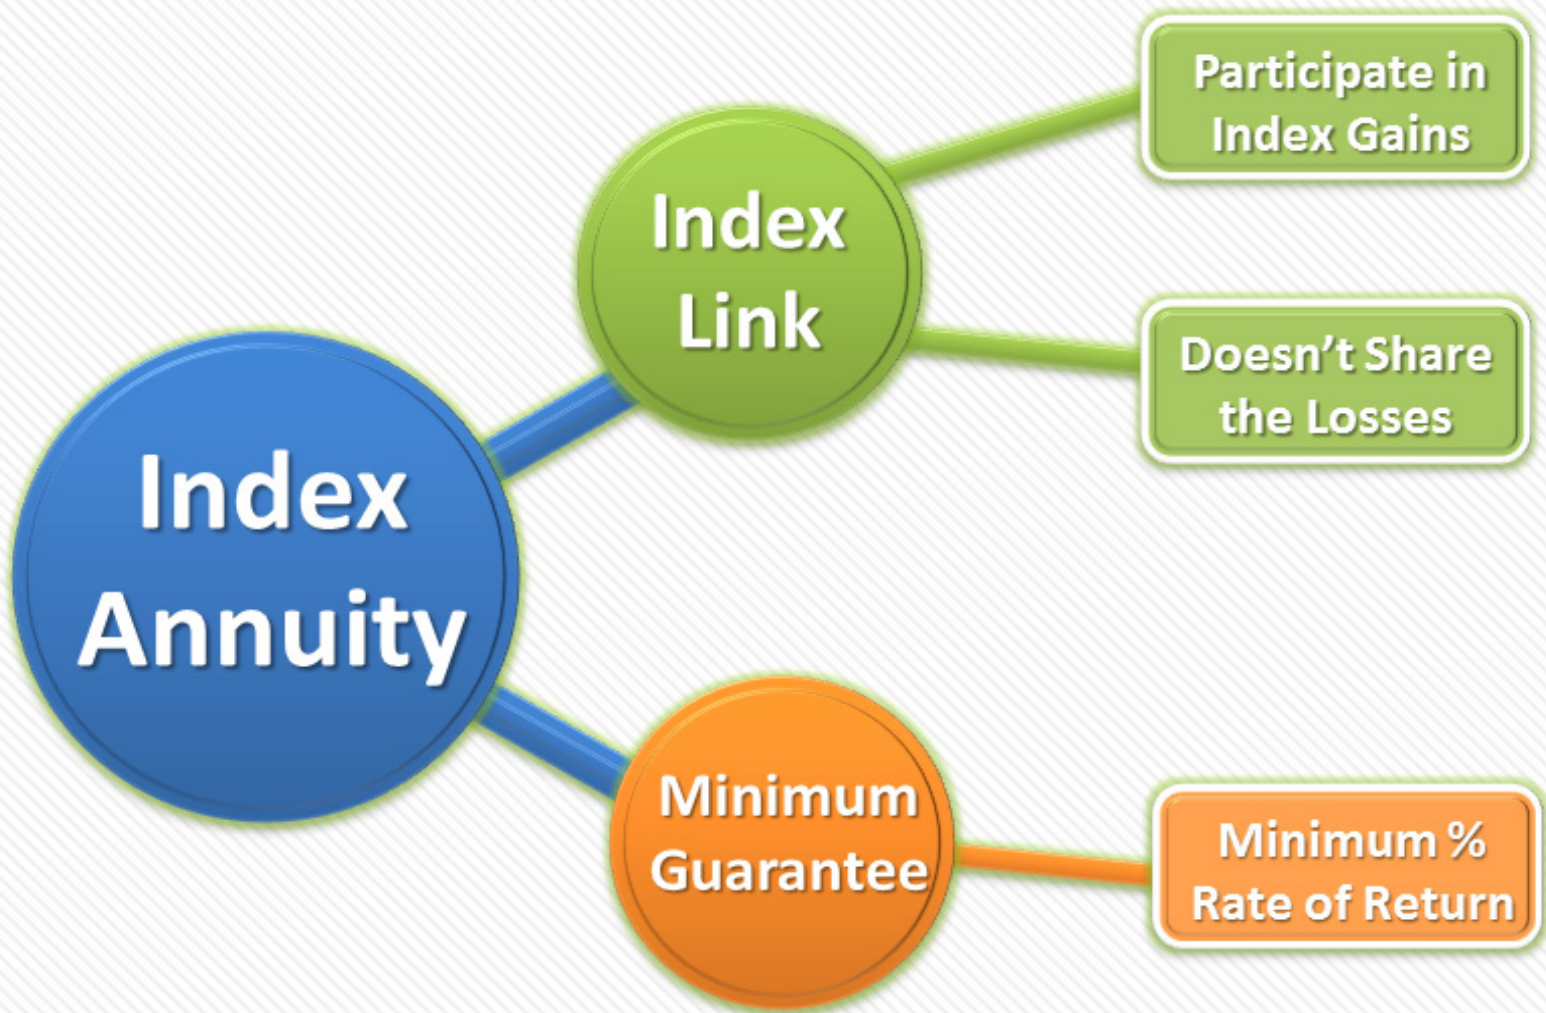 Index
Annuity
Index
Link
Participate in
Index Gains
Doesn’t Share
the Losses
Minimum
Guarantee
Minimum %
Rate of Return